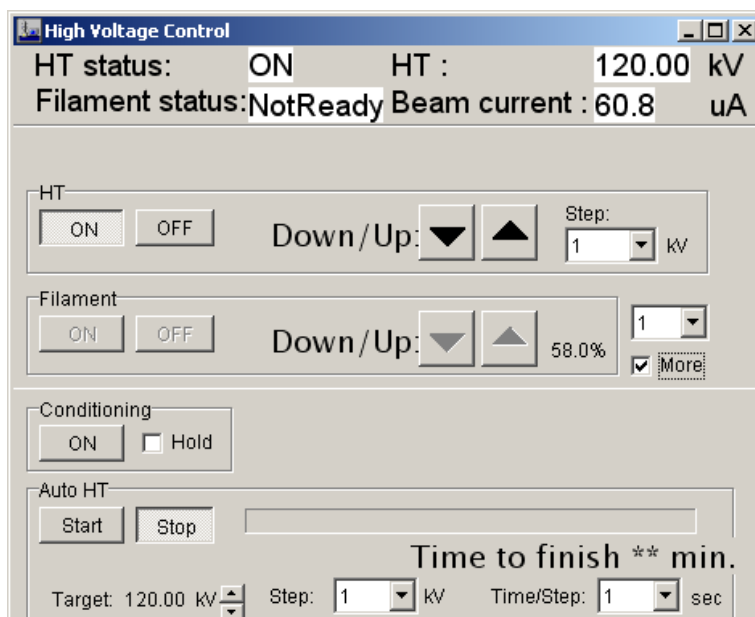 High Voltage Control
HT status: ON HT : 120.00 kV
Filament status: NotReady Beam current : 60.8 uA
HT
ON OFF Down/Up: Step:
1 kV
Filament
ON OFF Down/Up: 58.0% 1
More
Conditioning
ON Hold
Auto HT
Start Stop
Time to finish ** min.
Target: 120.00 kV Step: 1 kV Time/Step: 1 sec